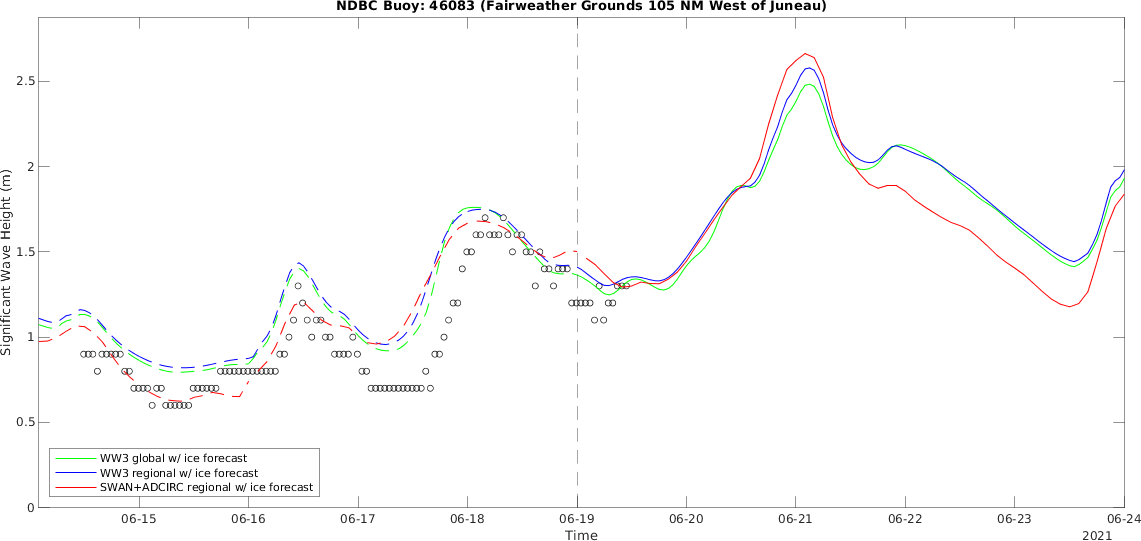 NDBC Buoy: 46083 (Fairweather Grounds 105 NM West of Juneau)
Significant Wave Height (m)
2.5
2
1.5
1
0.5
0
WW3 global w/ ice forecast
WW3 regional w/ ice forecast
SWAN+ADCIRC regional w/ ice forecast
06-15 06-16 06-17 06-18 06-19 06-20 06-21 06-22 06-23 06-24
Time
2021